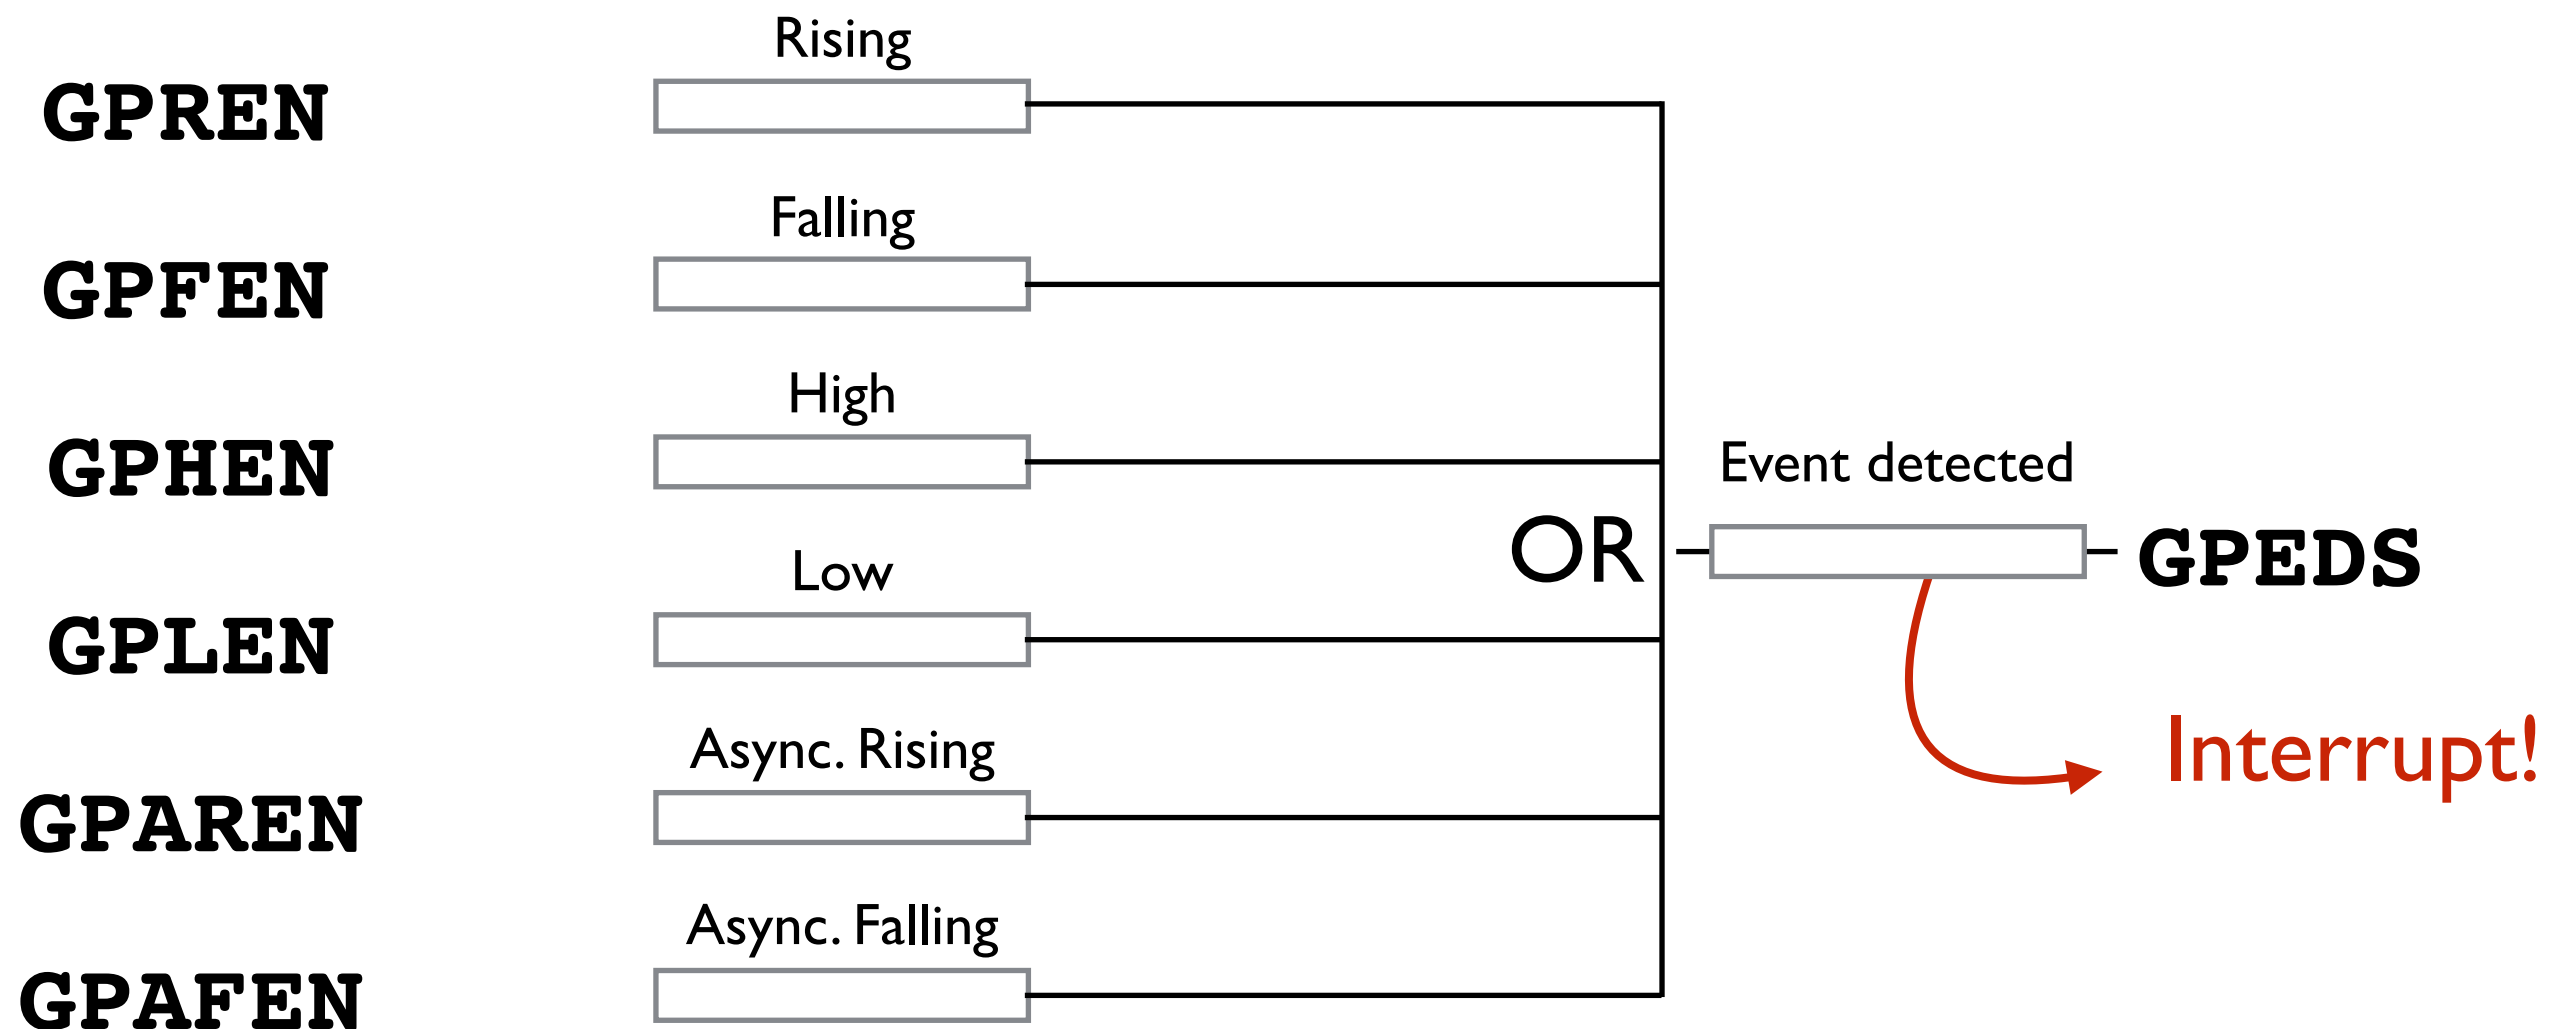 Rising
GPREN
Falling
GPFEN
High
GPHEN
Event detected
OR
GPEDS
Low
GPLEN
Interrupt!
Async. Rising
GPAREN
Async. Falling
GPAFEN